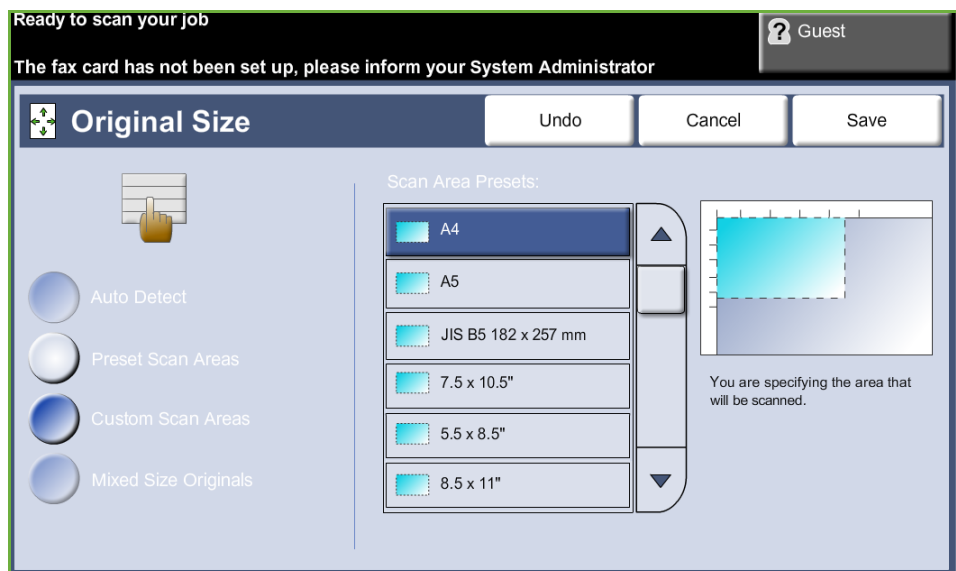 Ready to scan your job
The fax card has not been set up, please inform your System Administrator
? Guest
Original Size
Undo
Cancel
Save
Scan Area Presets:
Auto Detect
Preset Scan Areas
Custom Scan Areas
Mixed Size Originals
A4
A5
JIS B5 182 x 257 mm
7.5 x 10.5"
5.5 x 8.5"
8.5 x 11"
You are specifying the area that
will be scanned.